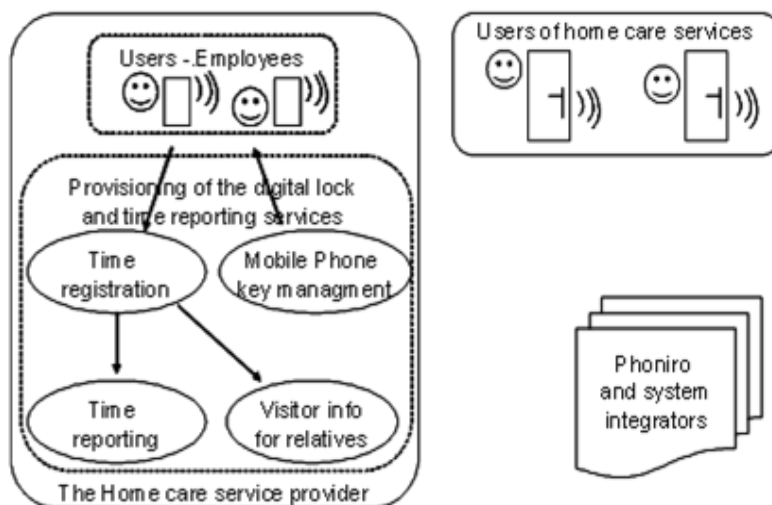 Users -.Employees
Users of home care services
Provisioning of the digital lock
and time reporting services
Time
registration
Mobile Phone
key managment
Time
reporting
Visitor info
for relatives
The Home care service provider
Phoniro
and system
integrators